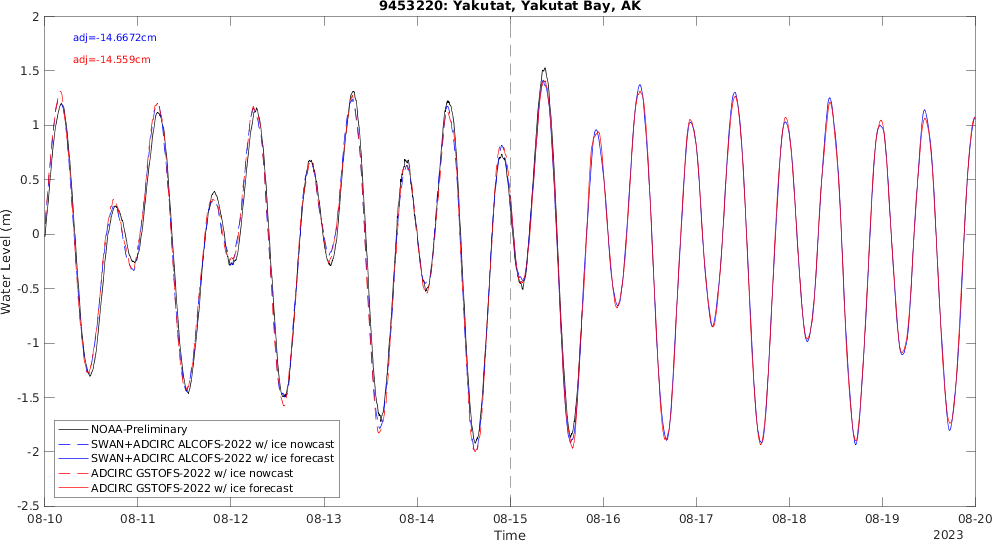 9453220: Yakutat, Yakutat Bay, AK
adj=-14.6672cm
adj=-14.559cm
Water Level (m)
2
1.5
1
0.5
0
-0.5
-1
-1.5
-2
-2.5
NOAA-Preliminary
SWAN+ADCIRC ALCOFS-2022 w/ ice nowcast
SWAN+ADCIRC ALCOFS-2022 w/ ice forecast
ADCIRC GSTOFS-2022 w/ ice nowcast
ADCIRC GSTOFS-2022 w/ ice forecast
08-10 08-11 08-12 08-13 08-14 08-15 08-16 08-17 08-18 08-19 08-20
Time
2023